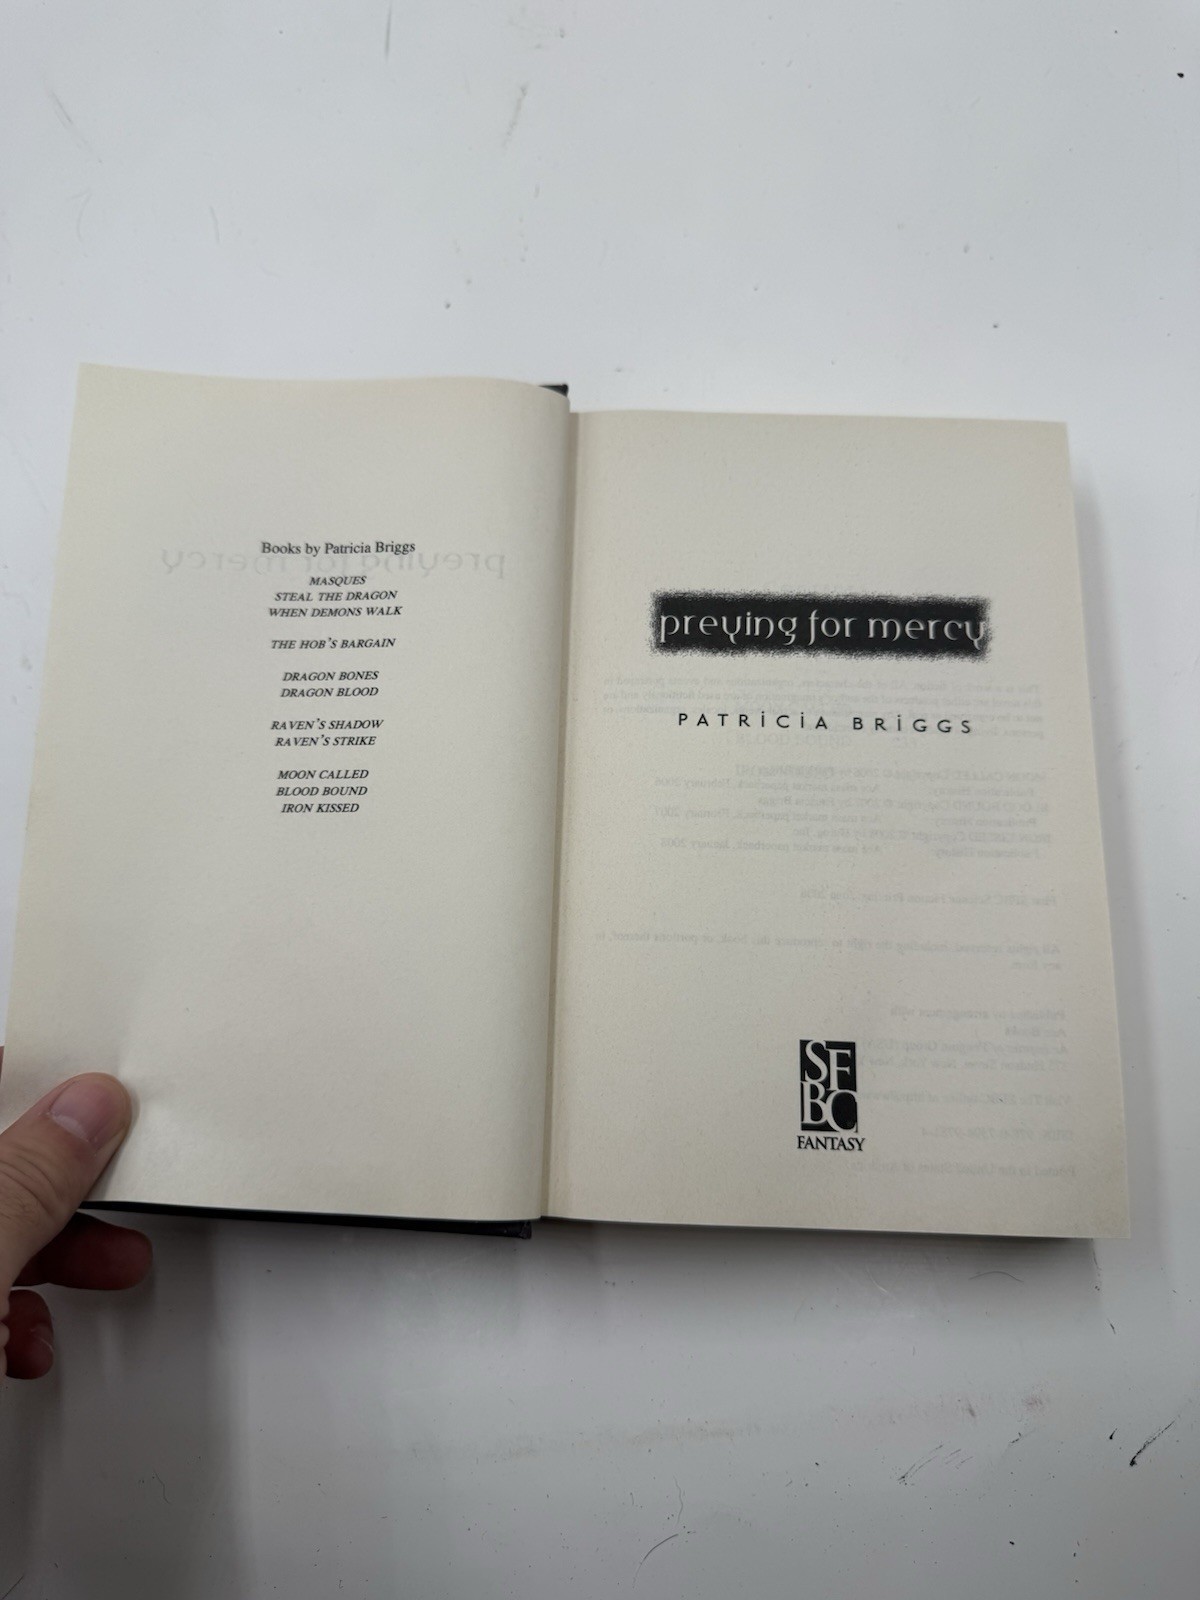 Books by Patricia Briggs
MASQUES
STEAL THE DRAGON
WHEN DEMONS WALK
THE HOB'S BARGAIN
DRAGON BONES
DRAGON BLOOD
RAVEN'S SHADOW
RAVEN'S STRIKE
MOON CALLED
BLOOD BOUND
IRON KISSED
preying for mercy
PATRICIA BRIGGS
SF
BC
FANTASY